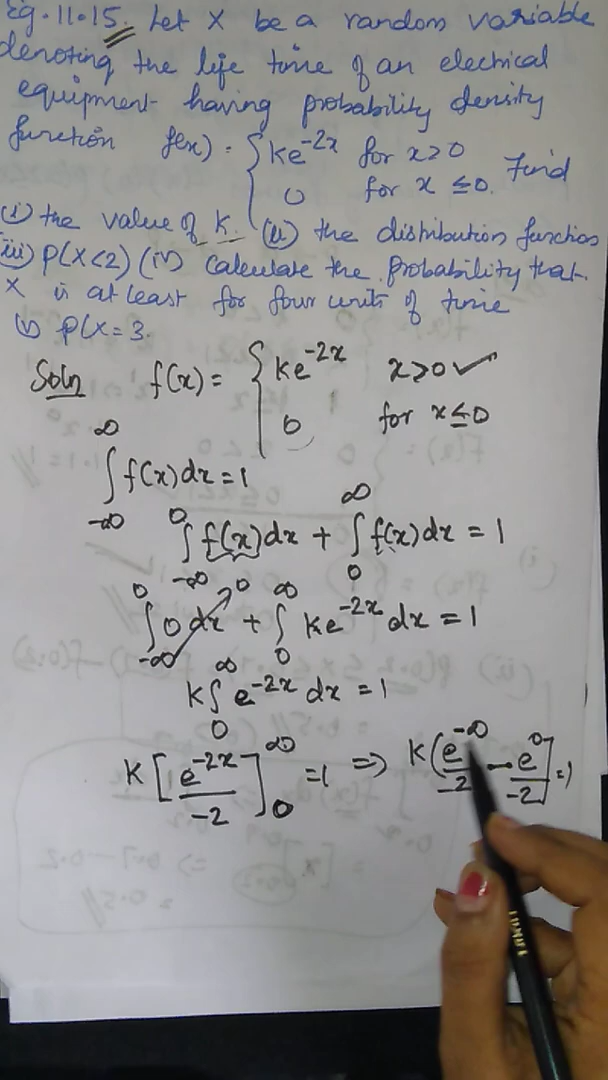 Eg. 11.15. Let X be a random variable
denoting the life time of an electrical
equipment having probability density
function f(x) = { ke^{-2x} for x>0
0 for x ≤ 0. Find
(i) the value of k. (ii) the distribution function
(iii) P(X<2) (iv) calculate the probability that
X is at least for four units of time
(v) P(X=3.
Soln f(x) = { ke^{-2x} x>0 ✓
0 for x≤0
∫_{-∞}^{∞} f(x)dx = 1
∫_{-∞}^{0} f(x)dx + ∫_{0}^{∞} f(x)dx = 1
∫_{-∞}^{0} 0 dx ↗0 + ∫_{0}^{∞} ke^{-2x} dx = 1
k∫_{0}^{∞} e^{-2x} dx = 1
k[e^{-2x}/-2]_{0}^{∞} = 1 ⇒ k(e^{-∞}/-2 - e^{0}/-2] = 1